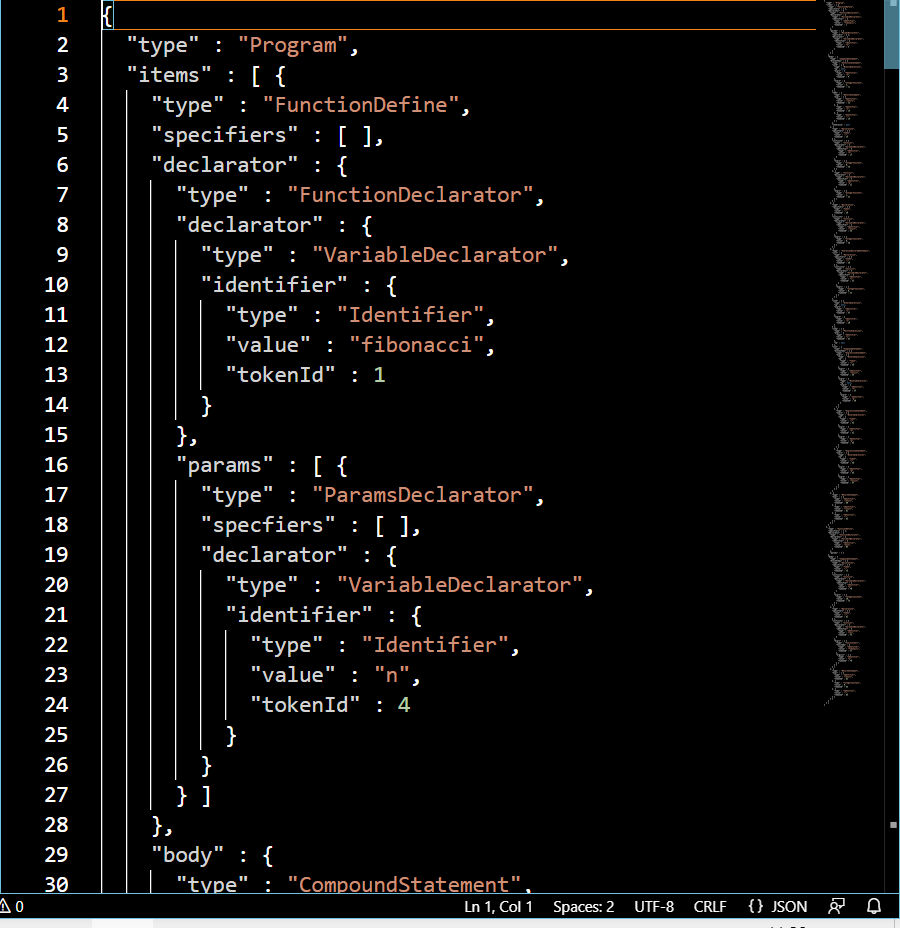 1 {
2 "type" : "Program",
3 "items" : [ {
4 "type" : "FunctionDefine",
5 "specifiers" : [ ],
6 "declarator" : {
7 "type" : "FunctionDeclarator",
8 "declarator" : {
9 "type" : "VariableDeclarator",
10 "identifier" : {
11 "type" : "Identifier",
12 "value" : "fibonacci",
13 "tokenId" : 1
14 }
15 },
16 "params" : [ {
17 "type" : "ParamsDeclarator",
18 "specfiers" : [ ],
19 "declarator" : {
20 "type" : "VariableDeclarator",
21 "identifier" : {
22 "type" : "Identifier",
23 "value" : "n",
24 "tokenId" : 4
25 }
26 }
27 } ]
28 },
29 "body" : {
30 "type" : "CompoundStatement",
0 Ln 1, Col 1 Spaces: 2 UTF-8 CRLF {} JSON